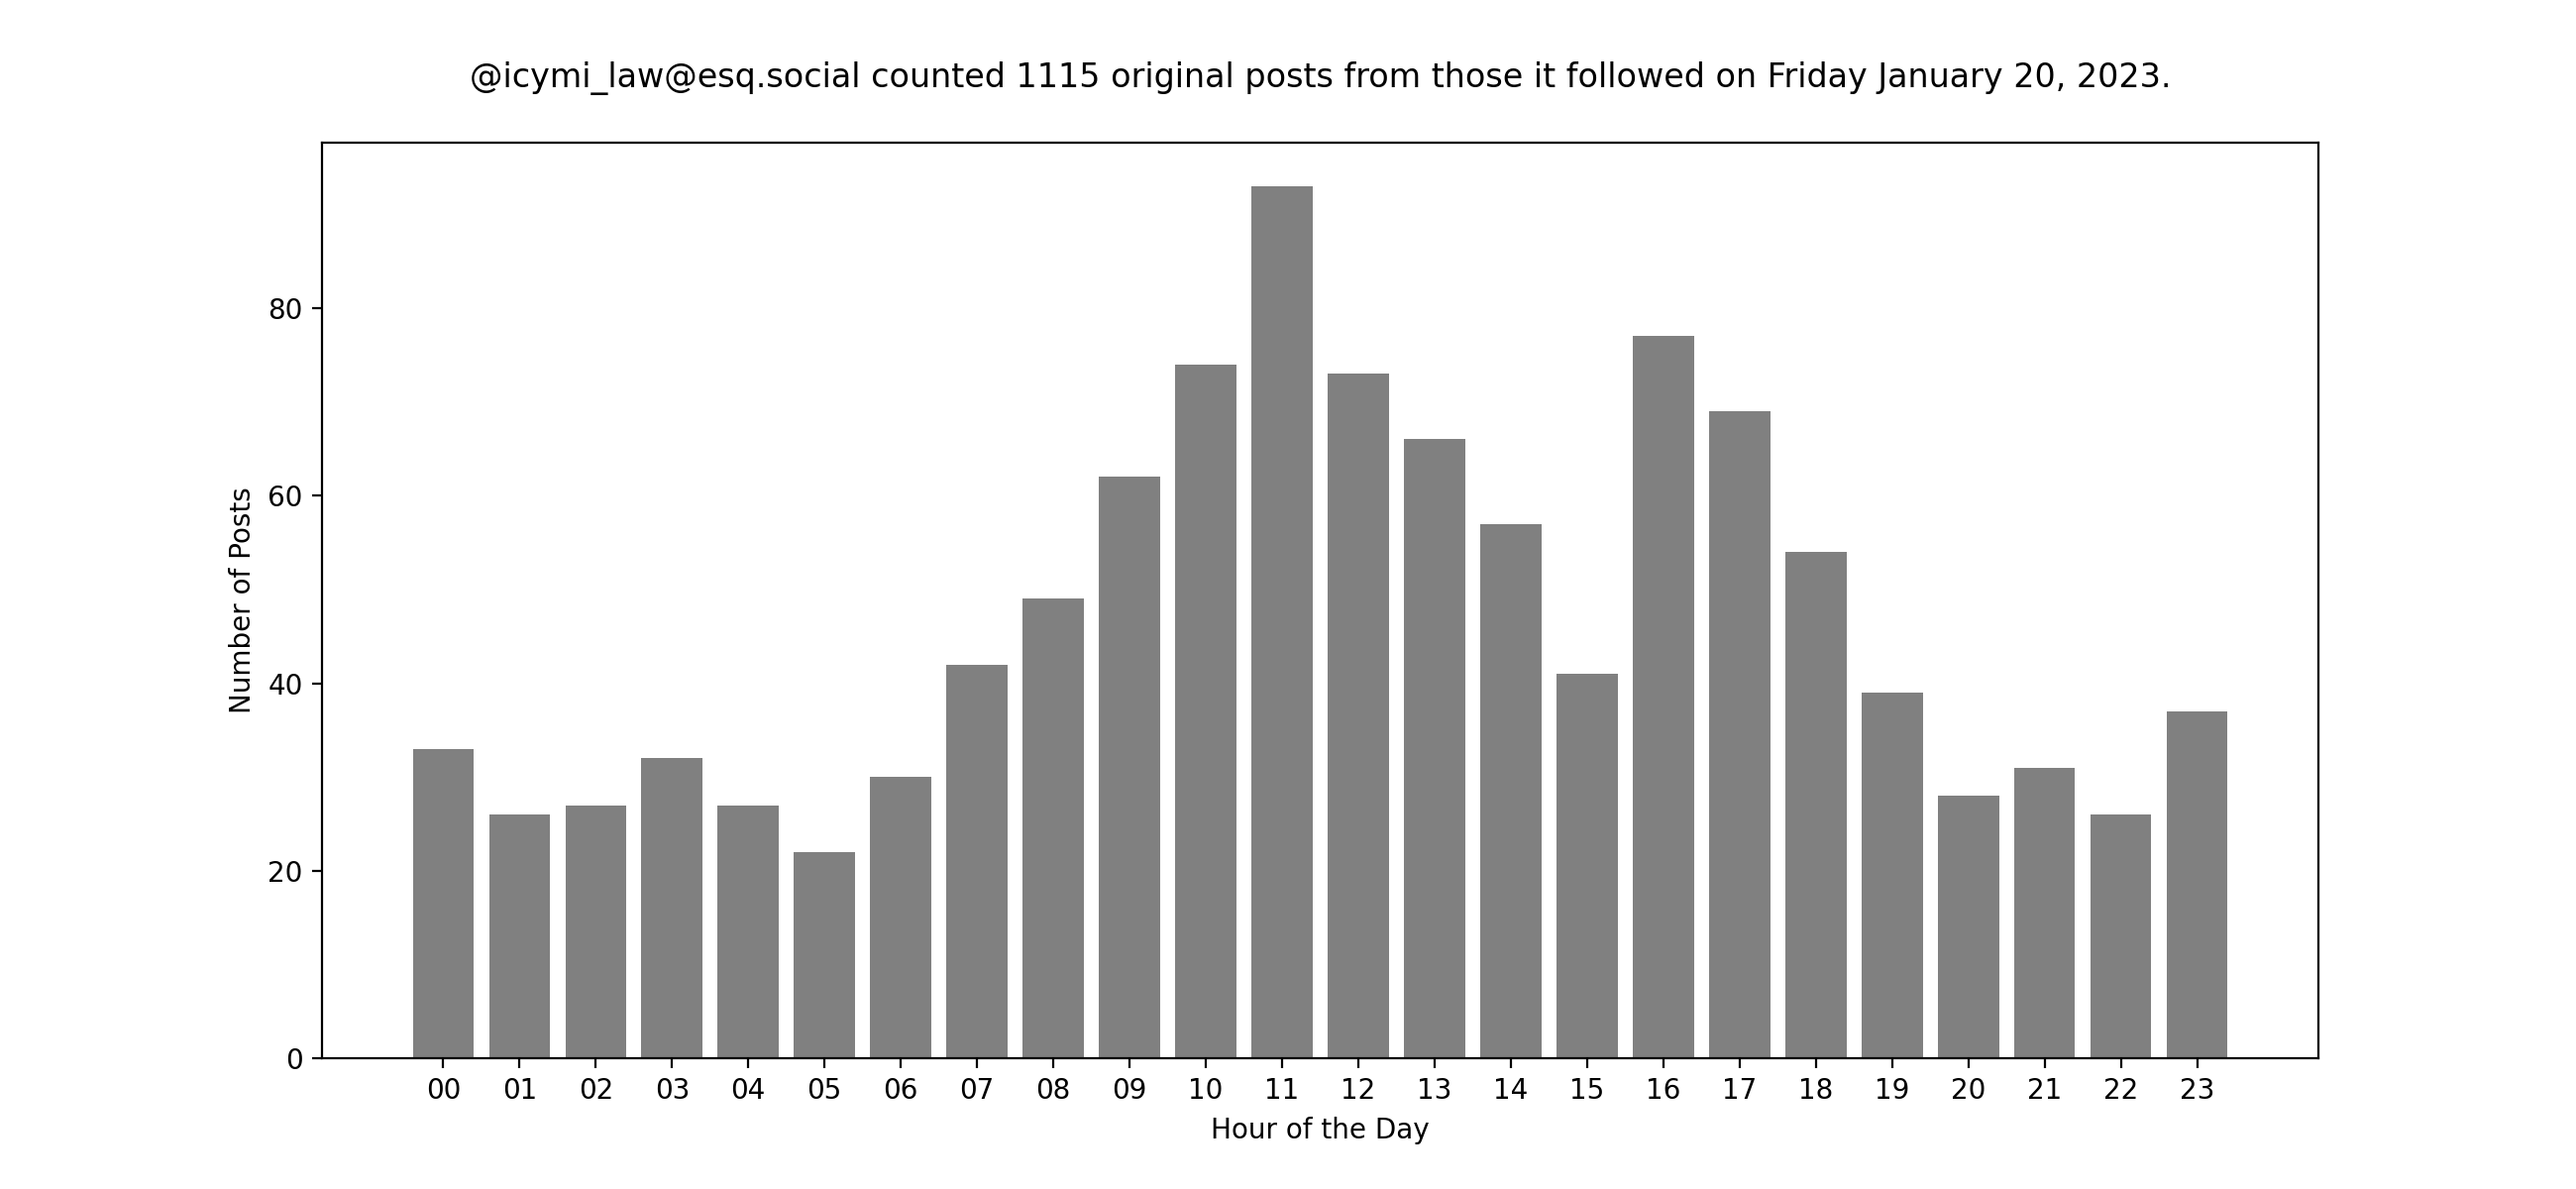 @icymi_law@esq.social counted 1115 original posts from those it followed on Friday January 20, 2023.
80
60
40
20
0
Number of Posts
00 01 02 03 04 05 06 07 08 09 10 11 12 13 14 15 16 17 18 19 20 21 22 23
Hour of the Day